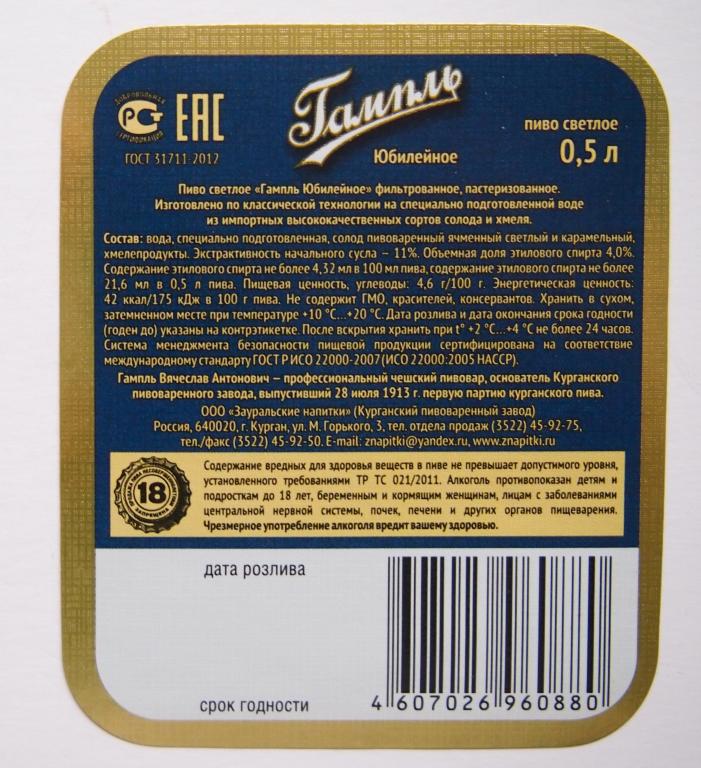 ДОБРОВОЛЬНАЯ
РСТ
СЕРТИФИКАЦИЯ
ЕАС
ГОСТ 31711-2012
Гампль
Юбилейное
пиво светлое
0,5 л
Пиво светлое «Гампль Юбилейное» фильтрованное, пастеризованное.
Изготовлено по классической технологии на специально подготовленной воде
из импортных высококачественных сортов солода и хмеля.
Состав: вода, специально подготовленная, солод пивоваренный ячменный светлый и карамельный,
хмелепродукты. Экстрактивность начального сусла – 11%. Объемная доля этилового спирта 4,0%.
Содержание этилового спирта не более 4,32 мл в 100 мл пива, содержание этилового спирта не более
21,6 мл в 0,5 л пива. Пищевая ценность, углеводы: 4,6 г/100 г. Энергетическая ценность:
42 ккал/175 кДж в 100 г пива. Не содержит ГМО, красителей, консервантов. Хранить в сухом,
затемненном месте при температуре +10 °С...+20 °С. Дата розлива и дата окончания срока годности
(годен до) указаны на контрэтикетке. После вскрытия хранить при t° +2 °С...+4 °С не более 24 часов.
Система менеджмента безопасности пищевой продукции сертифицирована на соответствие
международному стандарту ГОСТ Р ИСО 22000-2007(ИСО 22000:2005 НАССР).
Гампль Вячеслав Антонович – профессиональный чешский пивовар, основатель Курганского
пивоваренного завода, выпустивший 28 июля 1913 г. первую партию курганского пива.
ООО «Зауральские напитки» (Курганский пивоваренный завод)
Россия, 640020, г. Курган, ул. М. Горького, 3, тел. отдела продаж (3522) 45-92-75,
тел./факс (3522) 45-92-50. E-mail: znapitki@yandex.ru, www.znapitki.ru
ПРОДАЖА ПИВА НЕСОВЕРШЕННОЛЕТНИМ
18
ЗАПРЕЩЕНА
Содержание вредных для здоровья веществ в пиве не превышает допустимого уровня,
установленного требованиями ТР ТС 021/2011. Алкоголь противопоказан детям и
подросткам до 18 лет, беременным и кормящим женщинам, лицам с заболеваниями
центральной нервной системы, почек, печени и других органов пищеварения.
Чрезмерное употребление алкоголя вредит вашему здоровью.
дата розлива
срок годности
4 607026 960880